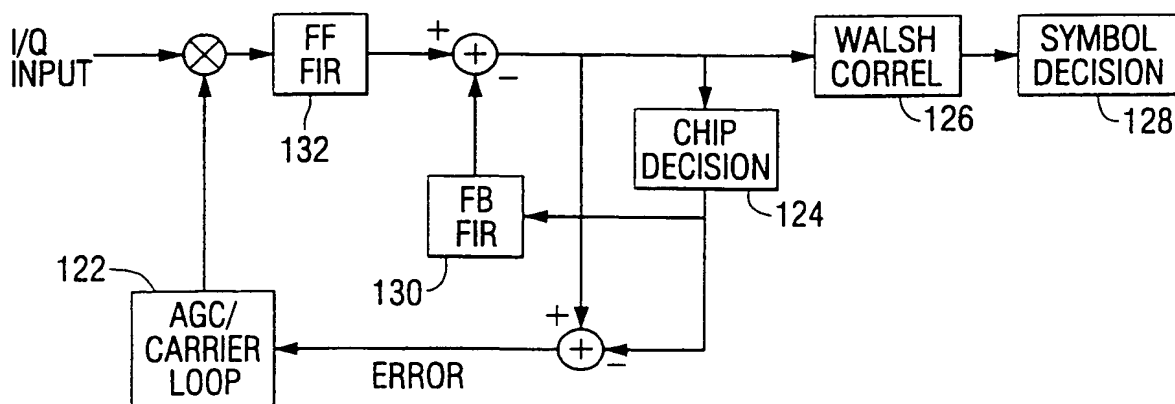 I/Q
INPUT
FF
FIR
132
+
+
−
WALSH
CORREL
126
SYMBOL
DECISION
128
CHIP
DECISION
124
FB
FIR
130
122
AGC/
CARRIER
LOOP
ERROR
+
+
−